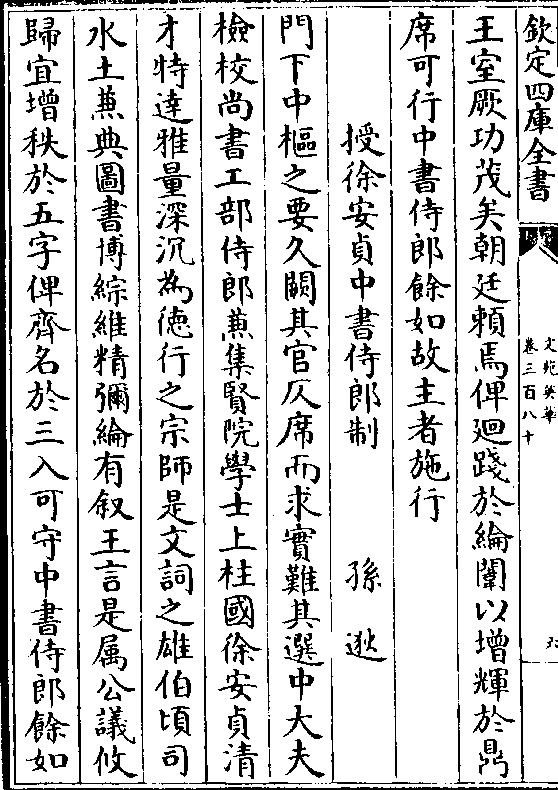 欽定四庫全書
文苑英華
卷三百八十
六
王室厥功茂矣朝廷頼焉俾迴踐於綸闈以增輝於鼎
席可行中書侍郎餘如故主者施行
授徐安貞中書侍郎制 孫逖
門下中樞之要久闕其官仄席而求實難其選中大夫
檢校尚書工部侍郎兼集賢院學士上柱國徐安貞清
才特達雅量深沉為徳行之宗師是文詞之雄伯頃司
水土兼典圖書博綜維精彌綸有叙王言是属公議攸
歸宜增秩於五字俾齊名於三入可守中書侍郎餘如